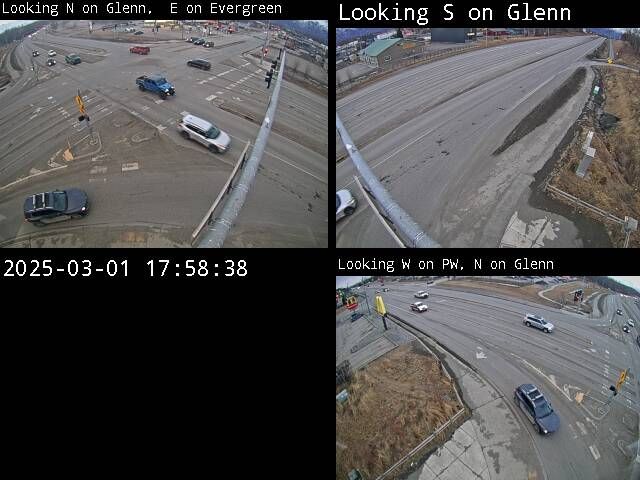 Looking N on Glenn,  E on Evergreen
Looking S on Glenn
2025-03-01 17:58:38
Looking W on PW, N on Glenn